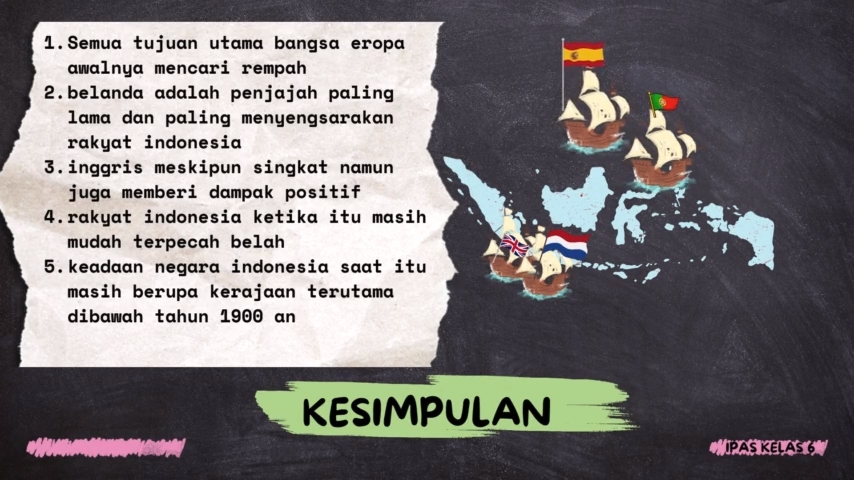 1. Semua tujuan utama bangsa eropa
awalnya mencari rempah
2. belanda adalah penjajah paling
lama dan paling menyengsarakan
rakyat indonesia
3. inggris meskipun singkat namun
juga memberi dampak positif
4. rakyat indonesia ketika itu masih
mudah terpecah belah
5. keadaan negara indonesia saat itu
masih berupa kerajaan terutama
dibawah tahun 1900 an
KESIMPULAN
IPAS KELAS 6